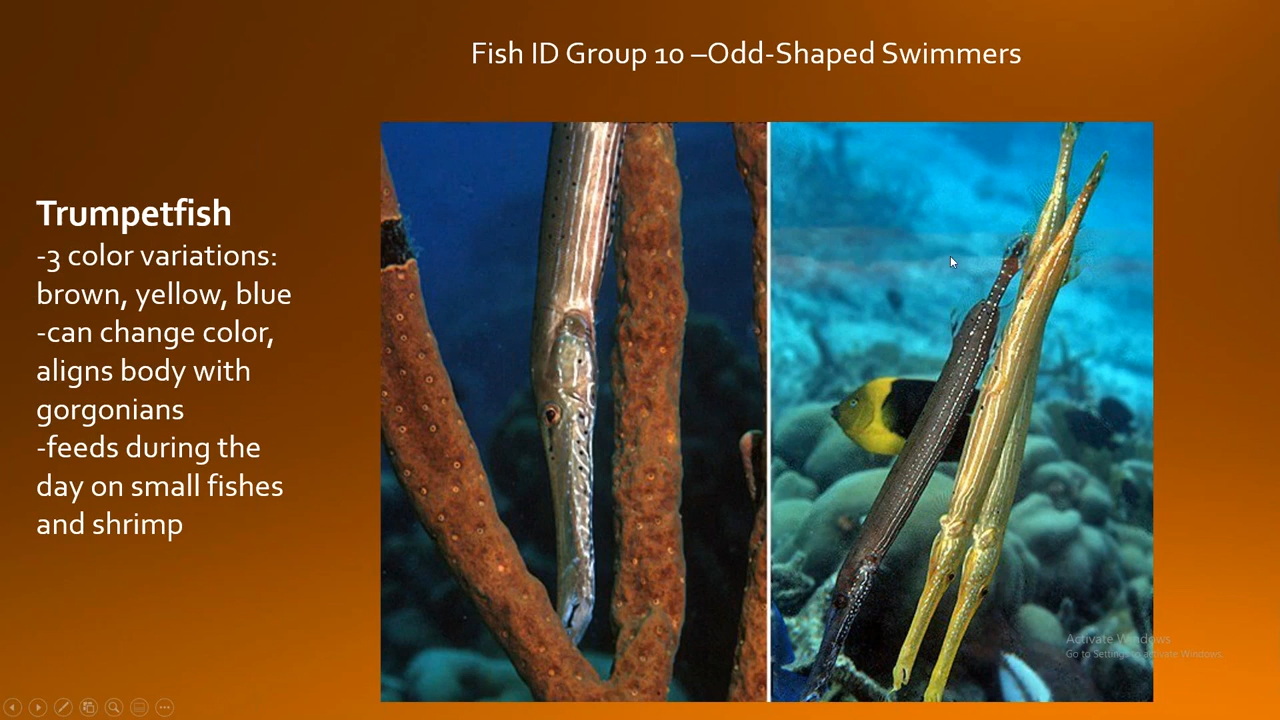 Fish ID Group 10 –Odd-Shaped Swimmers
Trumpetfish
-3 color variations:
brown, yellow, blue
-can change color,
aligns body with
gorgonians
-feeds during the
day on small fishes
and shrimp
Activate Windows
Go to Settings to activate Windows.